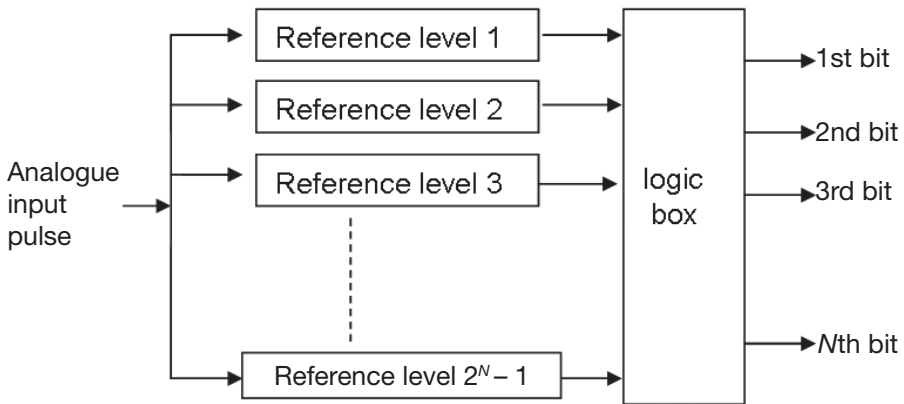 Analogue
input
pulse
Reference level 1
Reference level 2
Reference level 3
Reference level 2ᴺ – 1
logic
box
1st bit
2nd bit
3rd bit
Nth bit